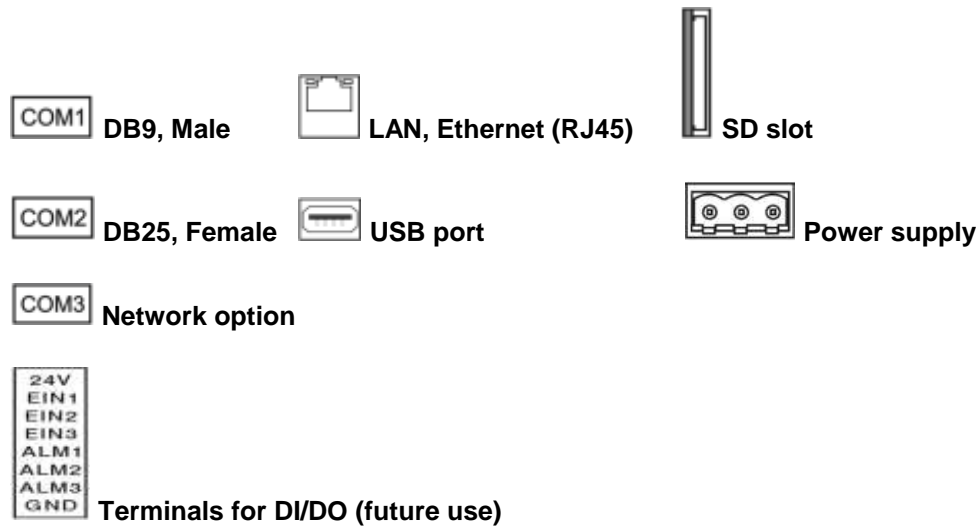 COM1 DB9, Male LAN, Ethernet (RJ45) SD slot
COM2 DB25, Female USB port Power supply
COM3 Network option
24V
EIN1
EIN2
EIN3
ALM1
ALM2
ALM3
GND
Terminals for DI/DO (future use)